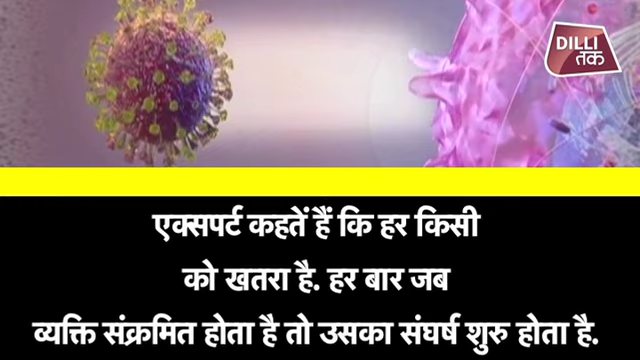 DILLI
तक
एक्सपर्ट कहतें हैं कि हर किसी
को खतरा है. हर बार जब
व्यक्ति संक्रमित होता है तो उसका संघर्ष शुरु होता है.